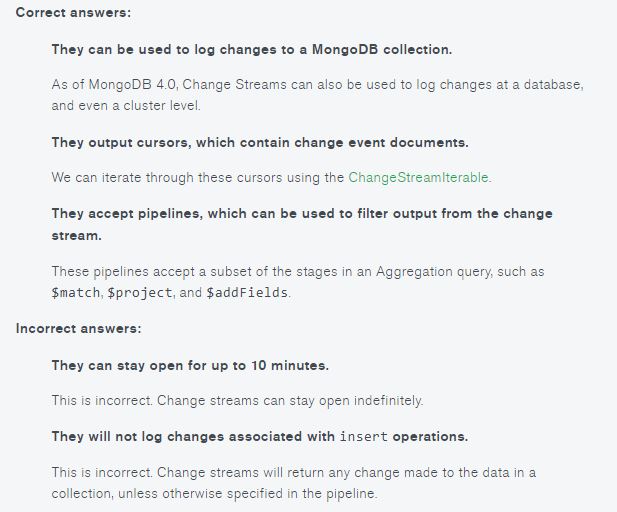 Correct answers:
They can be used to log changes to a MongoDB collection.
As of MongoDB 4.0, Change Streams can also be used to log changes at a database,
and even a cluster level.
They output cursors, which contain change event documents.
We can iterate through these cursors using the ChangeStreamIterable.
They accept pipelines, which can be used to filter output from the change
stream.
These pipelines accept a subset of the stages in an Aggregation query, such as
$match, $project, and $addFields.
Incorrect answers:
They can stay open for up to 10 minutes.
This is incorrect. Change streams can stay open indefinitely.
They will not log changes associated with insert operations.
This is incorrect. Change streams will return any change made to the data in a
collection, unless otherwise specified in the pipeline.